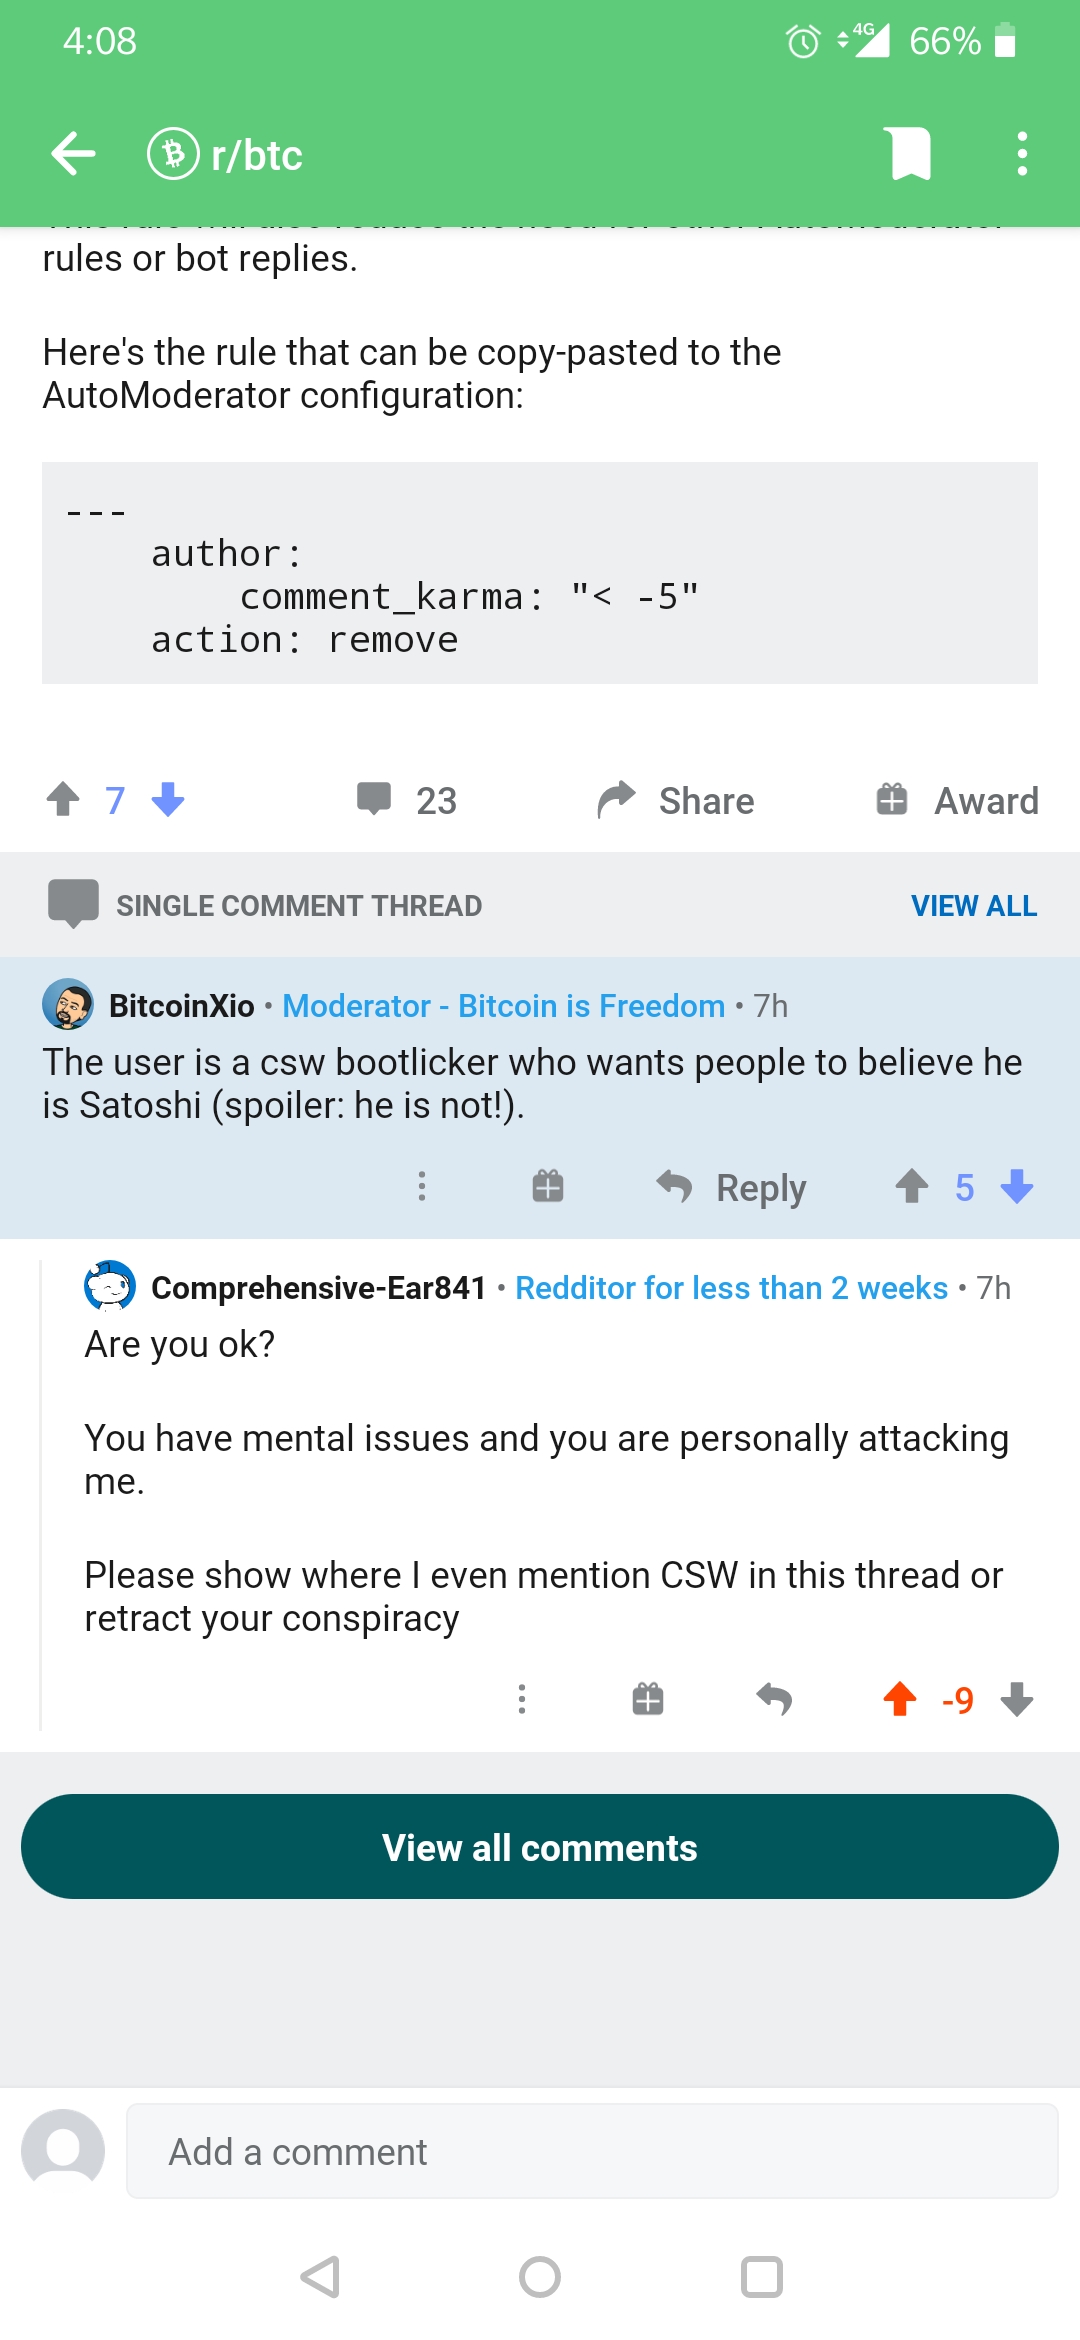 4:08
4G 66%
r/btc
rules or bot replies.
Here's the rule that can be copy-pasted to the
AutoModerator configuration:
---
author:
comment_karma: "< -5"
action: remove
7 23 Share Award
SINGLE COMMENT THREAD VIEW ALL
BitcoinXio • Moderator - Bitcoin is Freedom • 7h
The user is a csw bootlicker who wants people to believe he
is Satoshi (spoiler: he is not!).
Reply 5
Comprehensive-Ear841 • Redditor for less than 2 weeks • 7h
Are you ok?
You have mental issues and you are personally attacking
me.
Please show where I even mention CSW in this thread or
retract your conspiracy
-9
View all comments
Add a comment